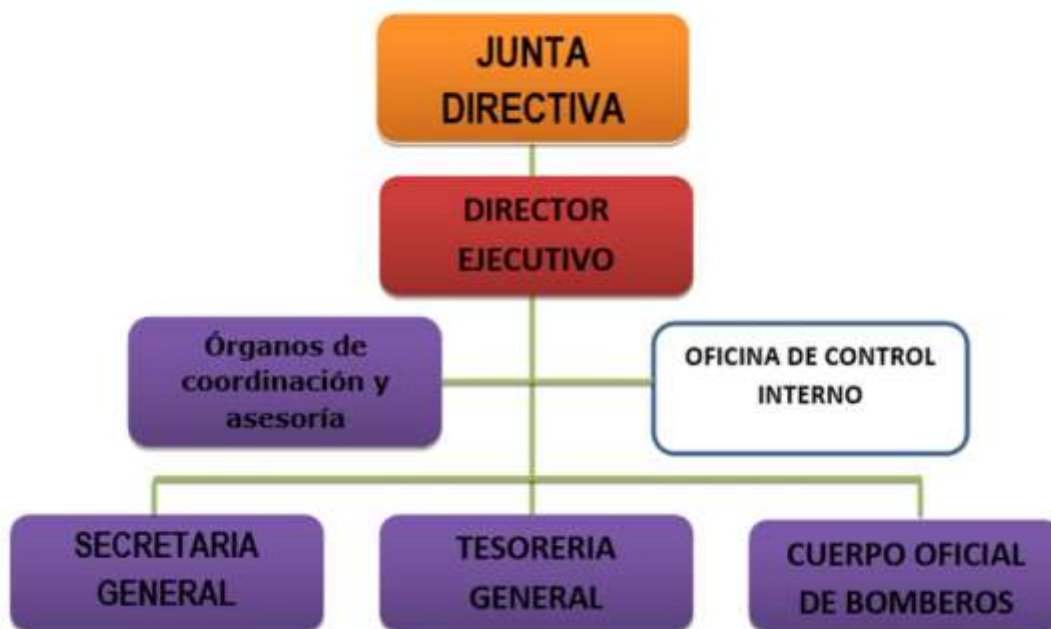 JUNTA
DIRECTIVA
DIRECTOR
EJECUTIVO
Órganos de
coordinación y
asesoría
OFICINA DE CONTROL
INTERNO
SECRETARIA
GENERAL
TESORERIA
GENERAL
CUERPO OFICIAL
DE BOMBEROS